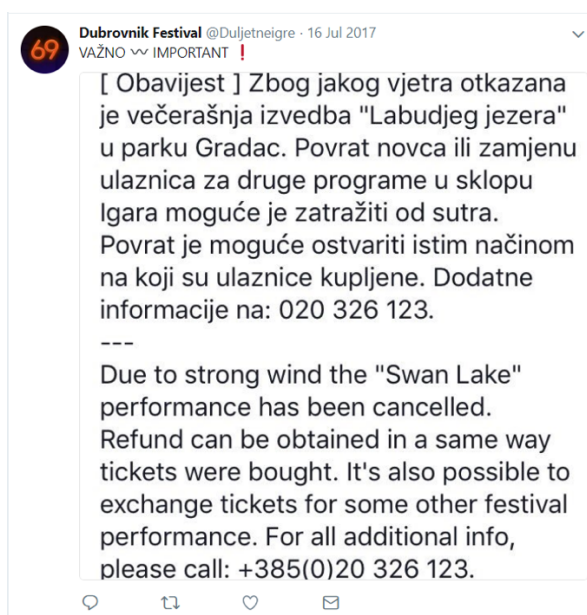 69
Dubrovnik Festival @Duljetneigre · 16 Jul 2017
VAŽNO 〰 IMPORTANT ❗
[ Obavijest ] Zbog jakog vjetra otkazana
je večerašnja izvedba "Labudjeg jezera"
u parku Gradac. Povrat novca ili zamjenu
ulaznica za druge programe u sklopu
Igara moguće je zatražiti od sutra.
Povrat je moguće ostvariti istim načinom
na koji su ulaznice kupljene. Dodatne
informacije na: 020 326 123.
---
Due to strong wind the "Swan Lake"
performance has been cancelled.
Refund can be obtained in a same way
tickets were bought. It's also possible to
exchange tickets for some other festival
performance. For all additional info,
please call: +385(0)20 326 123.